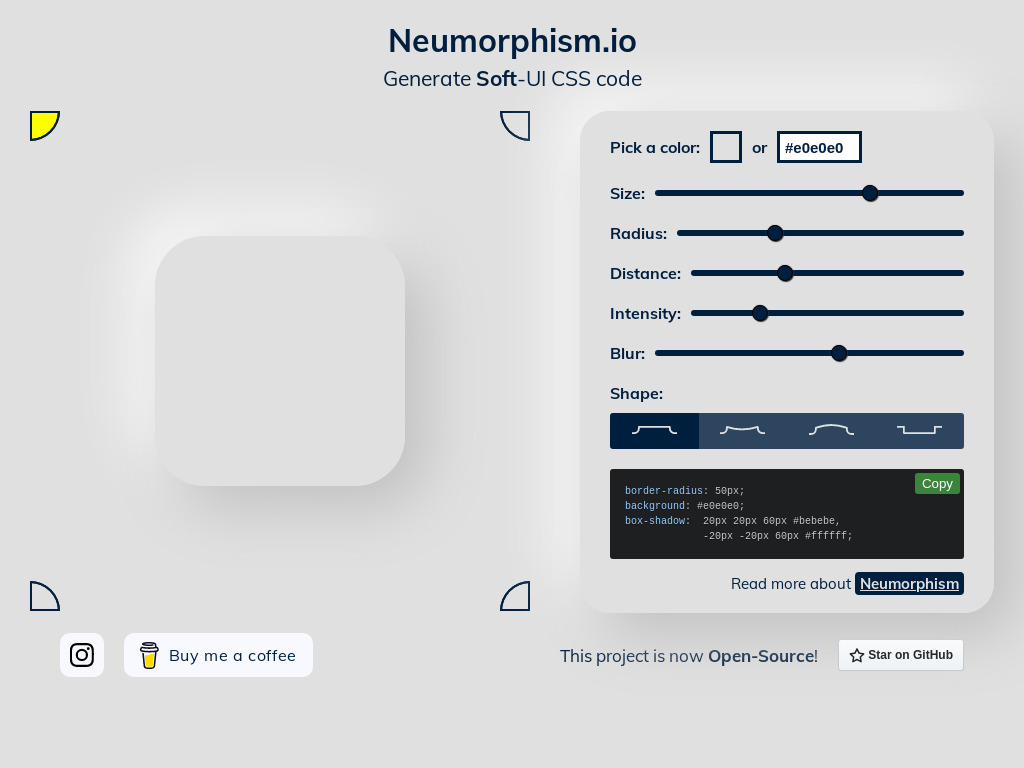 Neumorphism.io
Generate Soft-UI CSS code
Pick a color:
or
#e0e0e0
Size:
Radius:
Distance:
Intensity:
Blur:
Shape:
Copy
border-radius: 50px;
background: #e0e0e0;
box-shadow:  20px 20px 60px #bebebe,
             -20px -20px 60px #ffffff;
Read more about Neumorphism
Buy me a coffee
This project is now Open-Source!
Star on GitHub